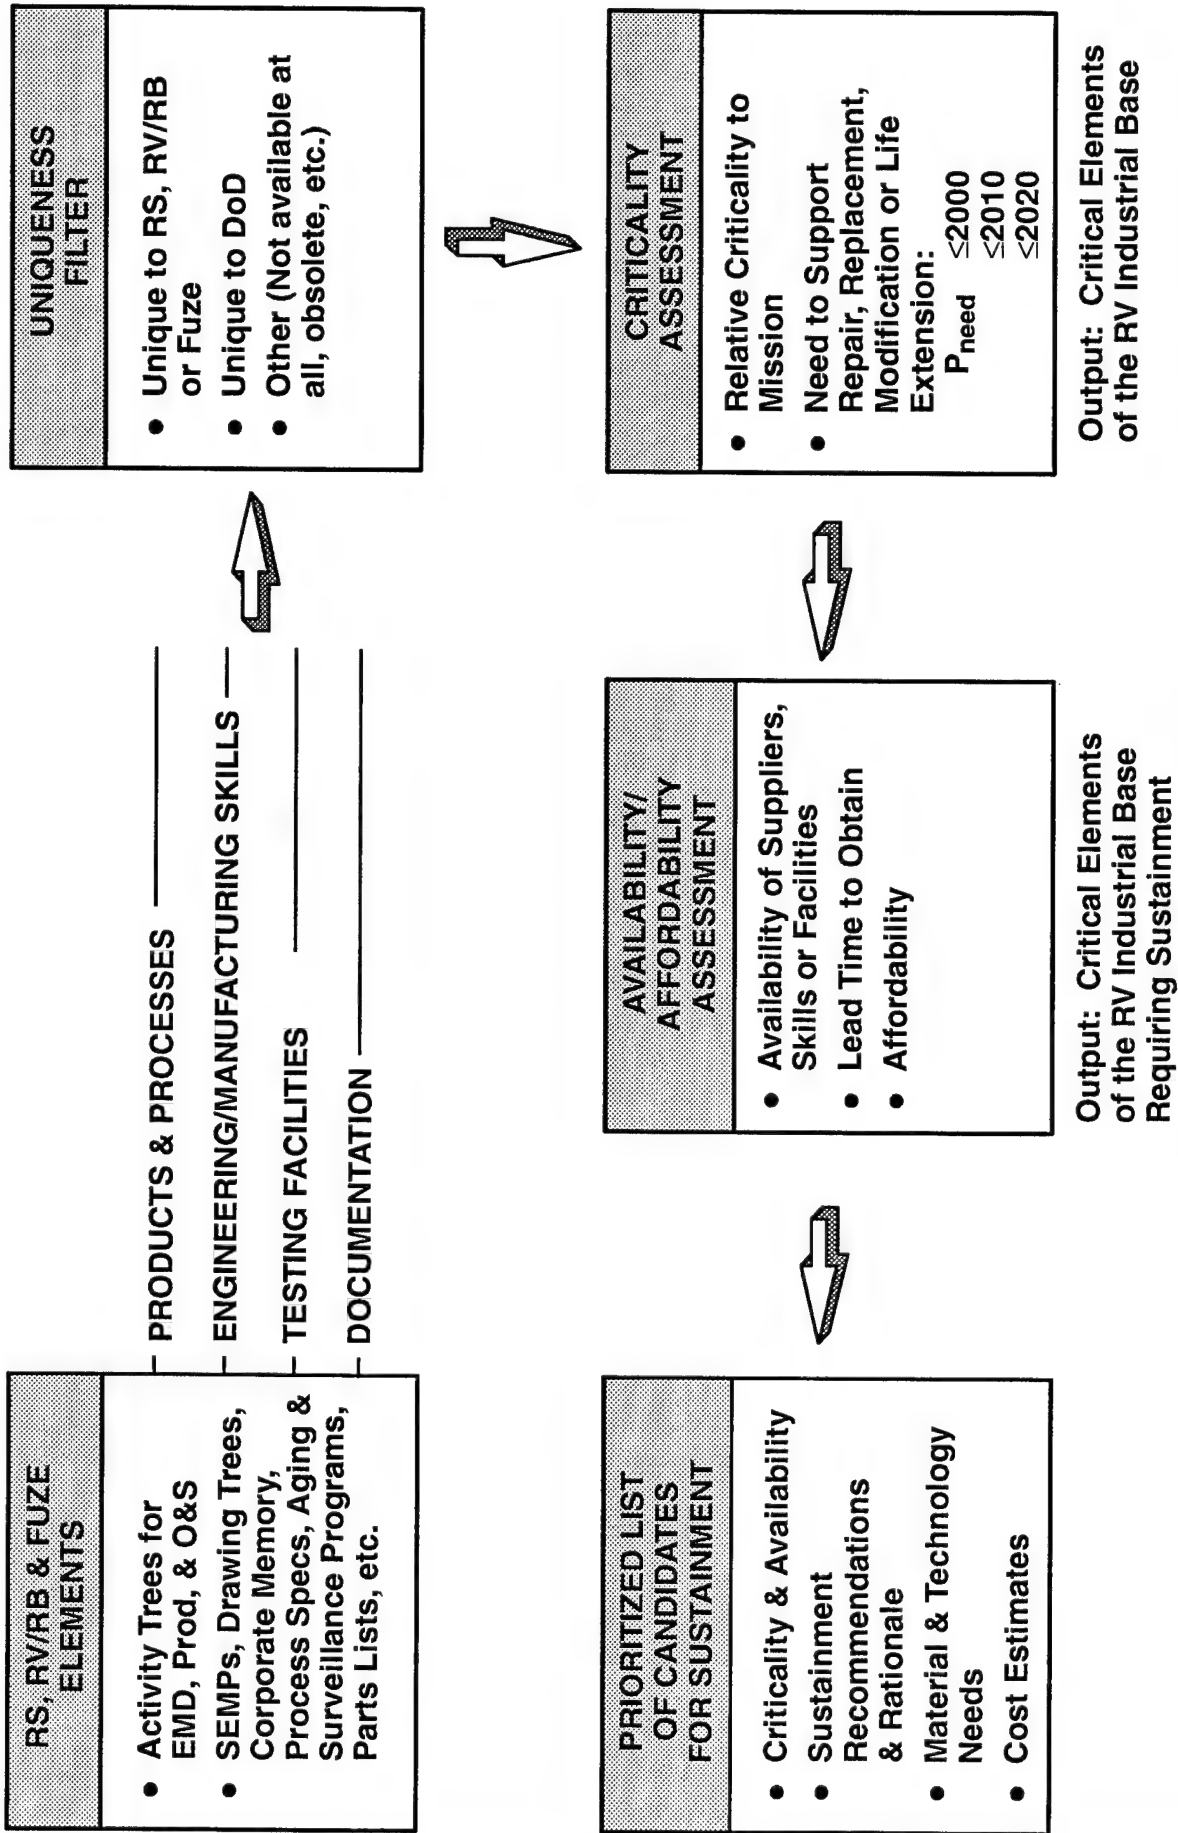 RS, RV/RB & FUZE
ELEMENTS
• Activity Trees for
EMD, Prod, & O&S
• SEMPs, Drawing Trees,
Corporate Memory,
Process Specs, Aging &
Surveillance Programs,
Parts Lists, etc.
PRODUCTS & PROCESSES
ENGINEERING/MANUFACTURING SKILLS
TESTING FACILITIES
DOCUMENTATION
UNIQUENESS
FILTER
• Unique to RS, RV/RB
or Fuze
• Unique to DoD
• Other (Not available at
all, obsolete, etc.)
CRITICALITY
ASSESSMENT
• Relative Criticality to
Mission
• Need to Support
Repair, Replacement,
Modification or Life
Extension:
Pneed ≤2000
≤2010
≤2020
Output: Critical Elements
of the RV Industrial Base
AVAILABILITY/
AFFORDABILITY
ASSESSMENT
• Availability of Suppliers,
Skills or Facilities
• Lead Time to Obtain
• Affordability
Output: Critical Elements
of the RV Industrial Base
Requiring Sustainment
PRIORITIZED LIST
OF CANDIDATES
FOR SUSTAINMENT
• Criticality & Availability
• Sustainment
Recommendations
& Rationale
• Material & Technology
Needs
• Cost Estimates